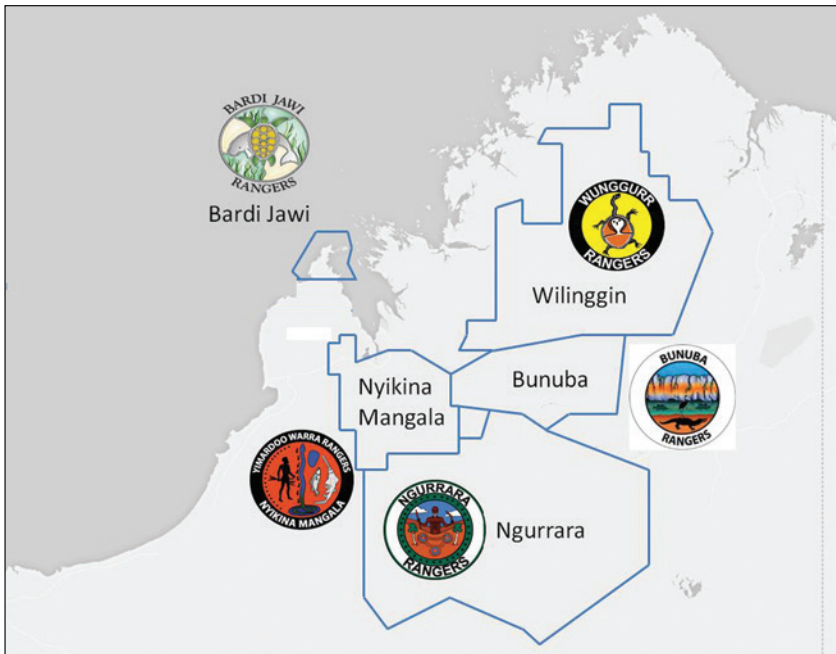 BARDI JAWI
RANGERS
Bardi Jawi
WUNGGURR
RANGERS
Wilinggin
BUNUBA
RANGERS
Bunuba
Nyikina
Mangala
YIMARDOO WARRA RANGERS
NYIKINA MANGALA
NGURRARA
RANGERS
Ngurrara